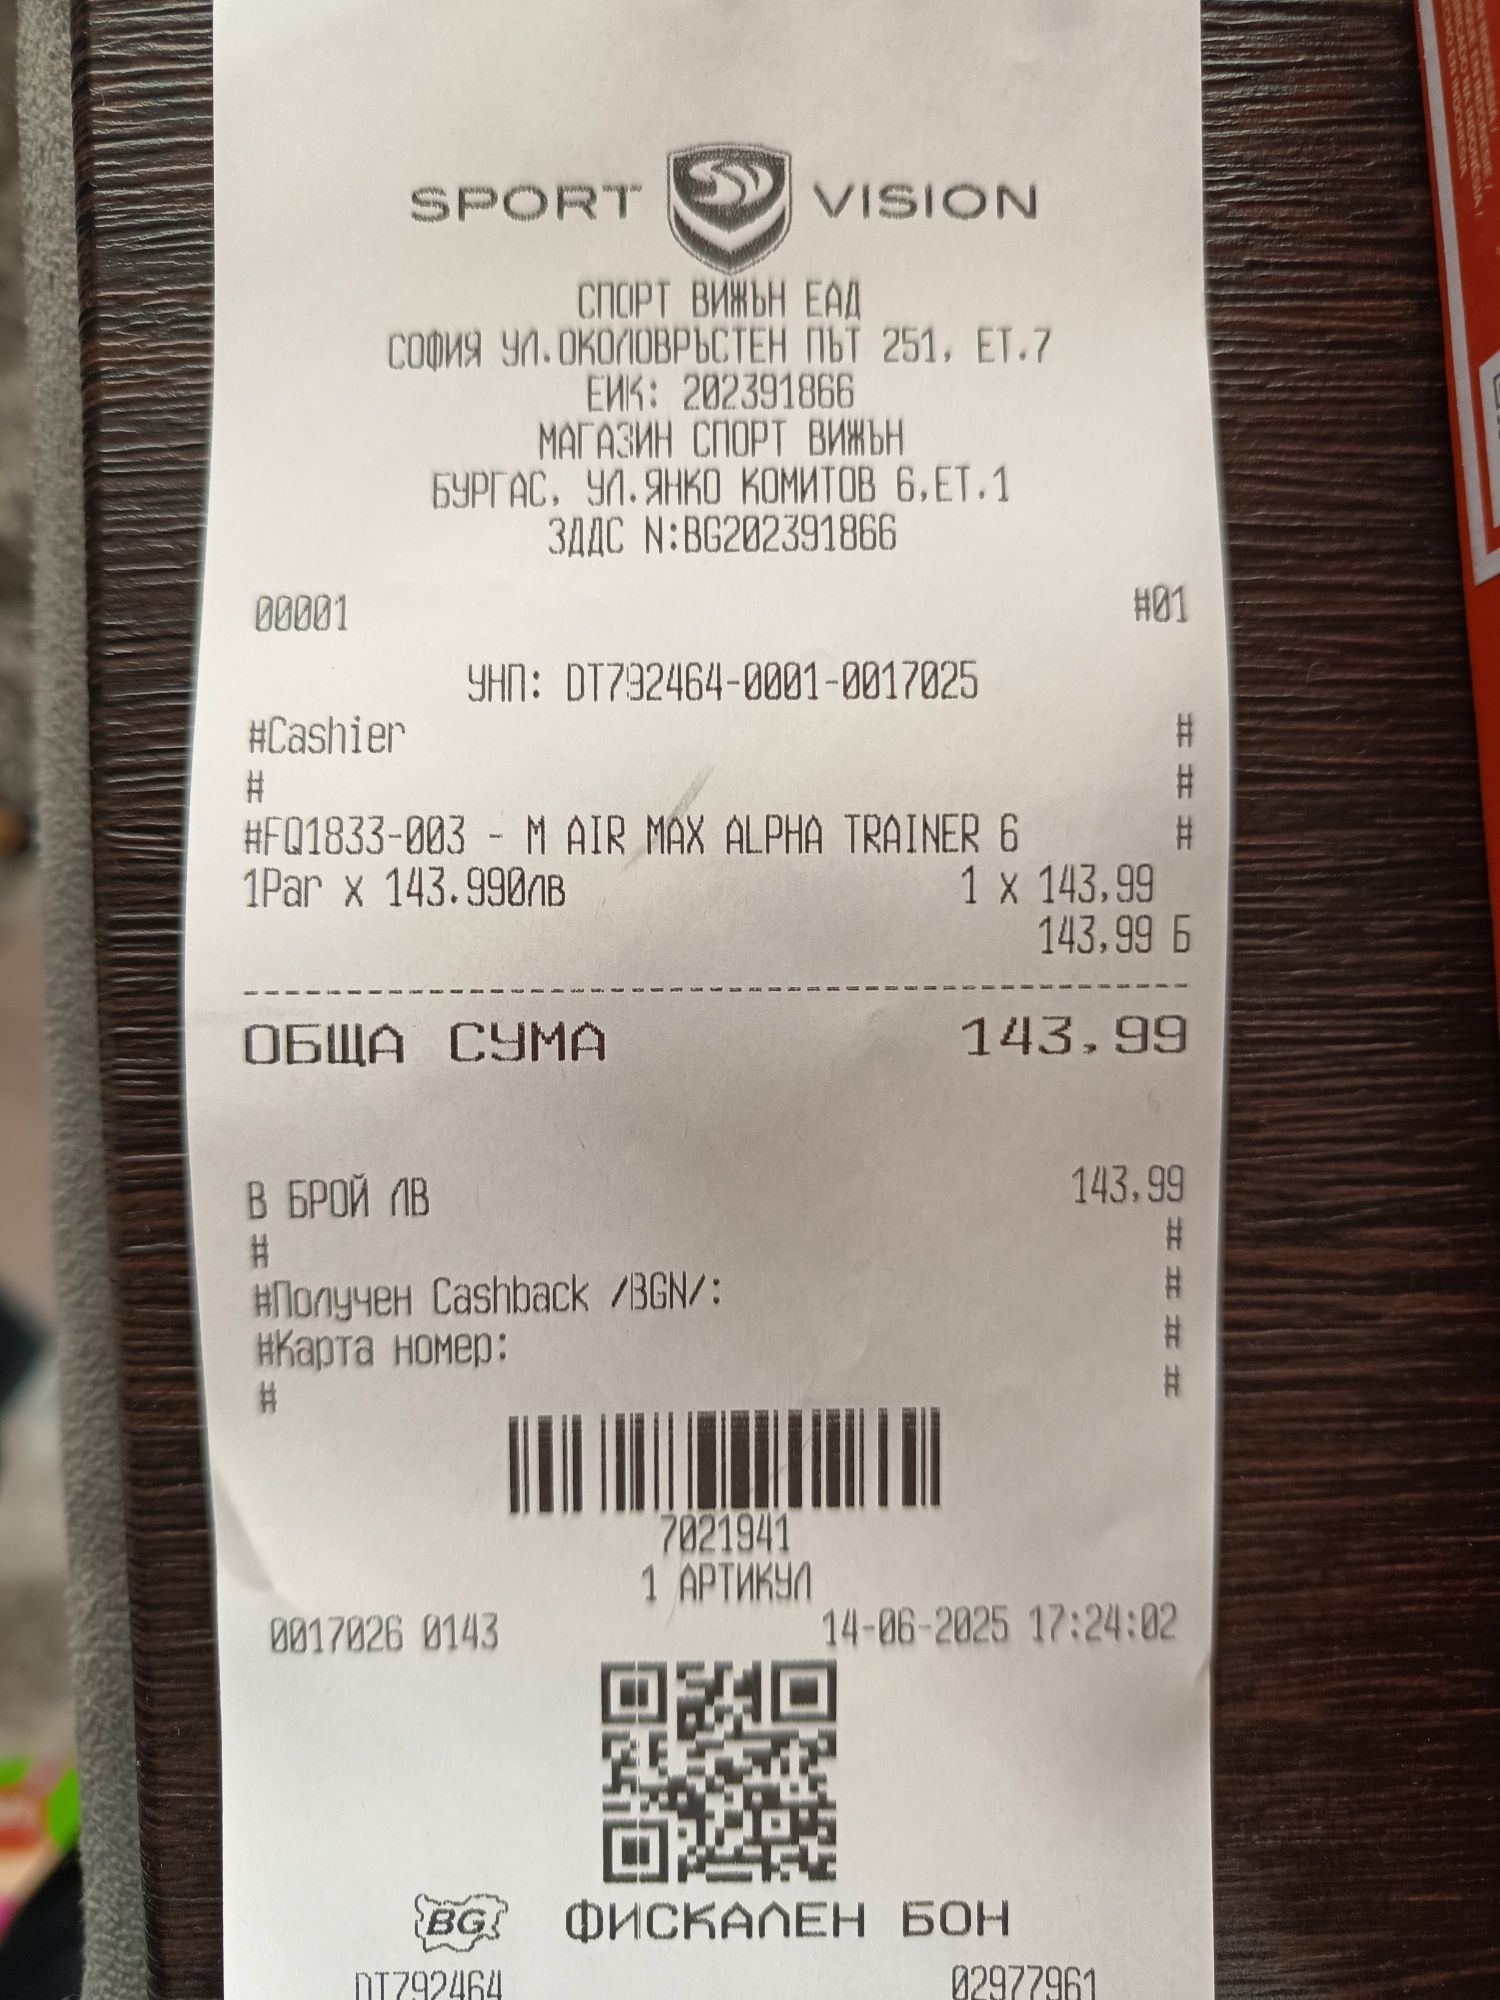 SPORT VISION
СПОРТ ВИЖЪН ЕАД
СОФИЯ УЛ.ОКОЛОВРЪСТЕН ПЪТ 251, ЕТ.7
ЕИК: 202391866
МАГАЗИН СПОРТ ВИЖЪН
БУРГАС, УЛ.ЯНКО КОМИТОВ 6,ЕТ.1
ЗДДС N:BG202391866
00001 #01
УНП: DT792464-0001-0017025
#Cashier #
# #
#FQ1833-003 - M AIR MAX ALPHA TRAINER 6 #
1Par x 143.990лв 1 x 143,99
143,99 Б
ОБЩА СУМА 143,99
В БРОЙ ЛВ 143,99
# #
#Получен Cashback /BGN/: #
#Карта номер: #
# #
7021941
1 АРТИКУЛ
0017026 0143 14-06-2025 17:24:02
BG ФИСКАЛЕН БОН
DT792464 02977961